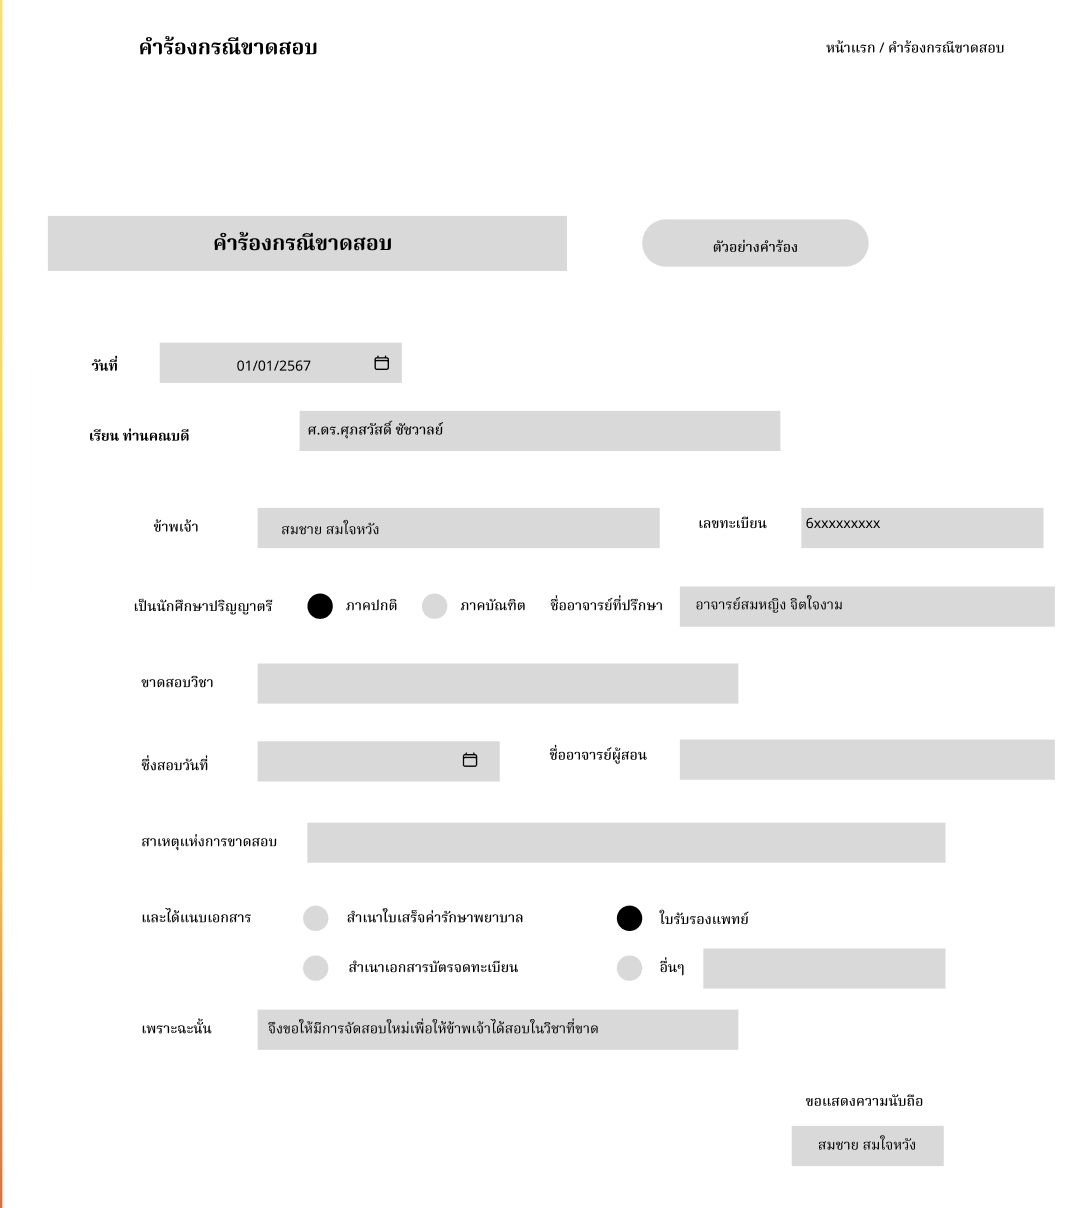 คำร้องกรณีขาดสอบ
หน้าแรก / คำร้องกรณีขาดสอบ
คำร้องกรณีขาดสอบ
ตัวอย่างคำร้อง
วันที่ 01/01/2567
เรียน ท่านคณบดี ศ.ดร.ศุภสวัสดิ์ ชัชวาลย์
ข้าพเจ้า สมชาย สมใจหวัง เลขทะเบียน 6xxxxxxxxx
เป็นนักศึกษาปริญญาตรี ภาคปกติ ภาคบัณฑิต ชื่ออาจารย์ที่ปรึกษา อาจารย์สมหญิง จิตใจงาม
ขาดสอบวิชา
ซึ่งสอบวันที่ ชื่ออาจารย์ผู้สอน
สาเหตุแห่งการขาดสอบ
และได้แนบเอกสาร สำเนาใบเสร็จค่ารักษาพยาบาล ใบรับรองแพทย์
สำเนาเอกสารบัตรจดทะเบียน อื่นๆ
เพราะฉะนั้น จึงขอให้มีการจัดสอบใหม่เพื่อให้ข้าพเจ้าได้สอบในวิชาที่ขาด
ขอแสดงความนับถือ
สมชาย สมใจหวัง